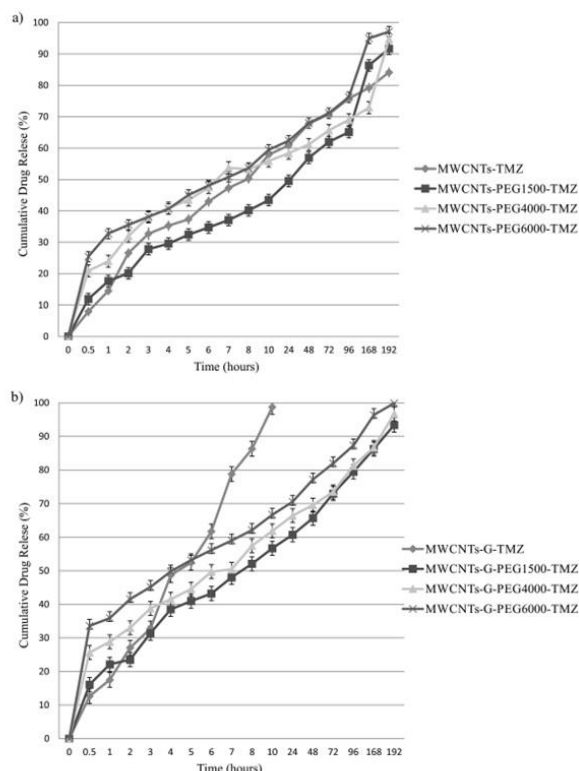 a)
100
90
80
70
60
50
40
30
20
10
0
Cumulative Drug Relese (%)
0 0.5 1 2 3 4 5 6 7 8 10 24 48 72 96 168 192
Time (hours)
MWCNTs-TMZ
MWCNTs-PEG1500-TMZ
MWCNTs-PEG4000-TMZ
MWCNTs-PEG6000-TMZ
b)
100
90
80
70
60
50
40
30
20
10
0
Cumulative Drug Relese (%)
0 0.5 1 2 3 4 5 6 7 8 10 24 48 72 96 168 192
Time (hours)
MWCNTs-G-TMZ
MWCNTs-G-PEG1500-TMZ
MWCNTs-G-PEG4000-TMZ
MWCNTs-G-PEG6000-TMZ